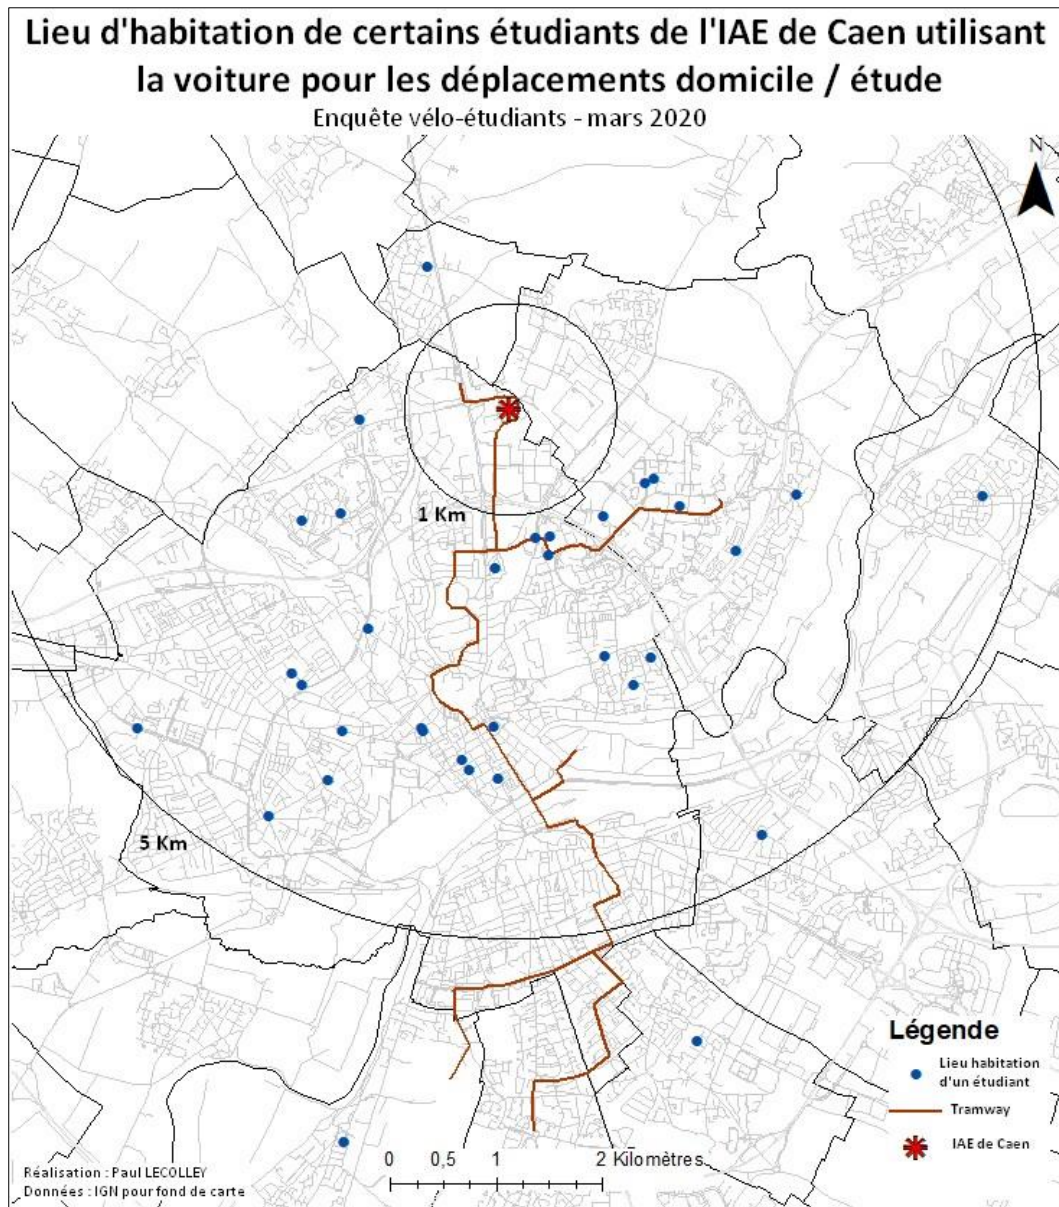 Lieu d'habitation de certains étudiants de l'IAE de Caen utilisant
la voiture pour les déplacements domicile / étude
Enquête vélo-étudiants - mars 2020
N
1 Km
5 Km
Légende
Lieu habitation
d'un étudiant
Tramway
IAE de Caen
0 0,5 1 2 Kilomètres
Réalisation : Paul LECOLLEY
Données : IGN pour fond de carte